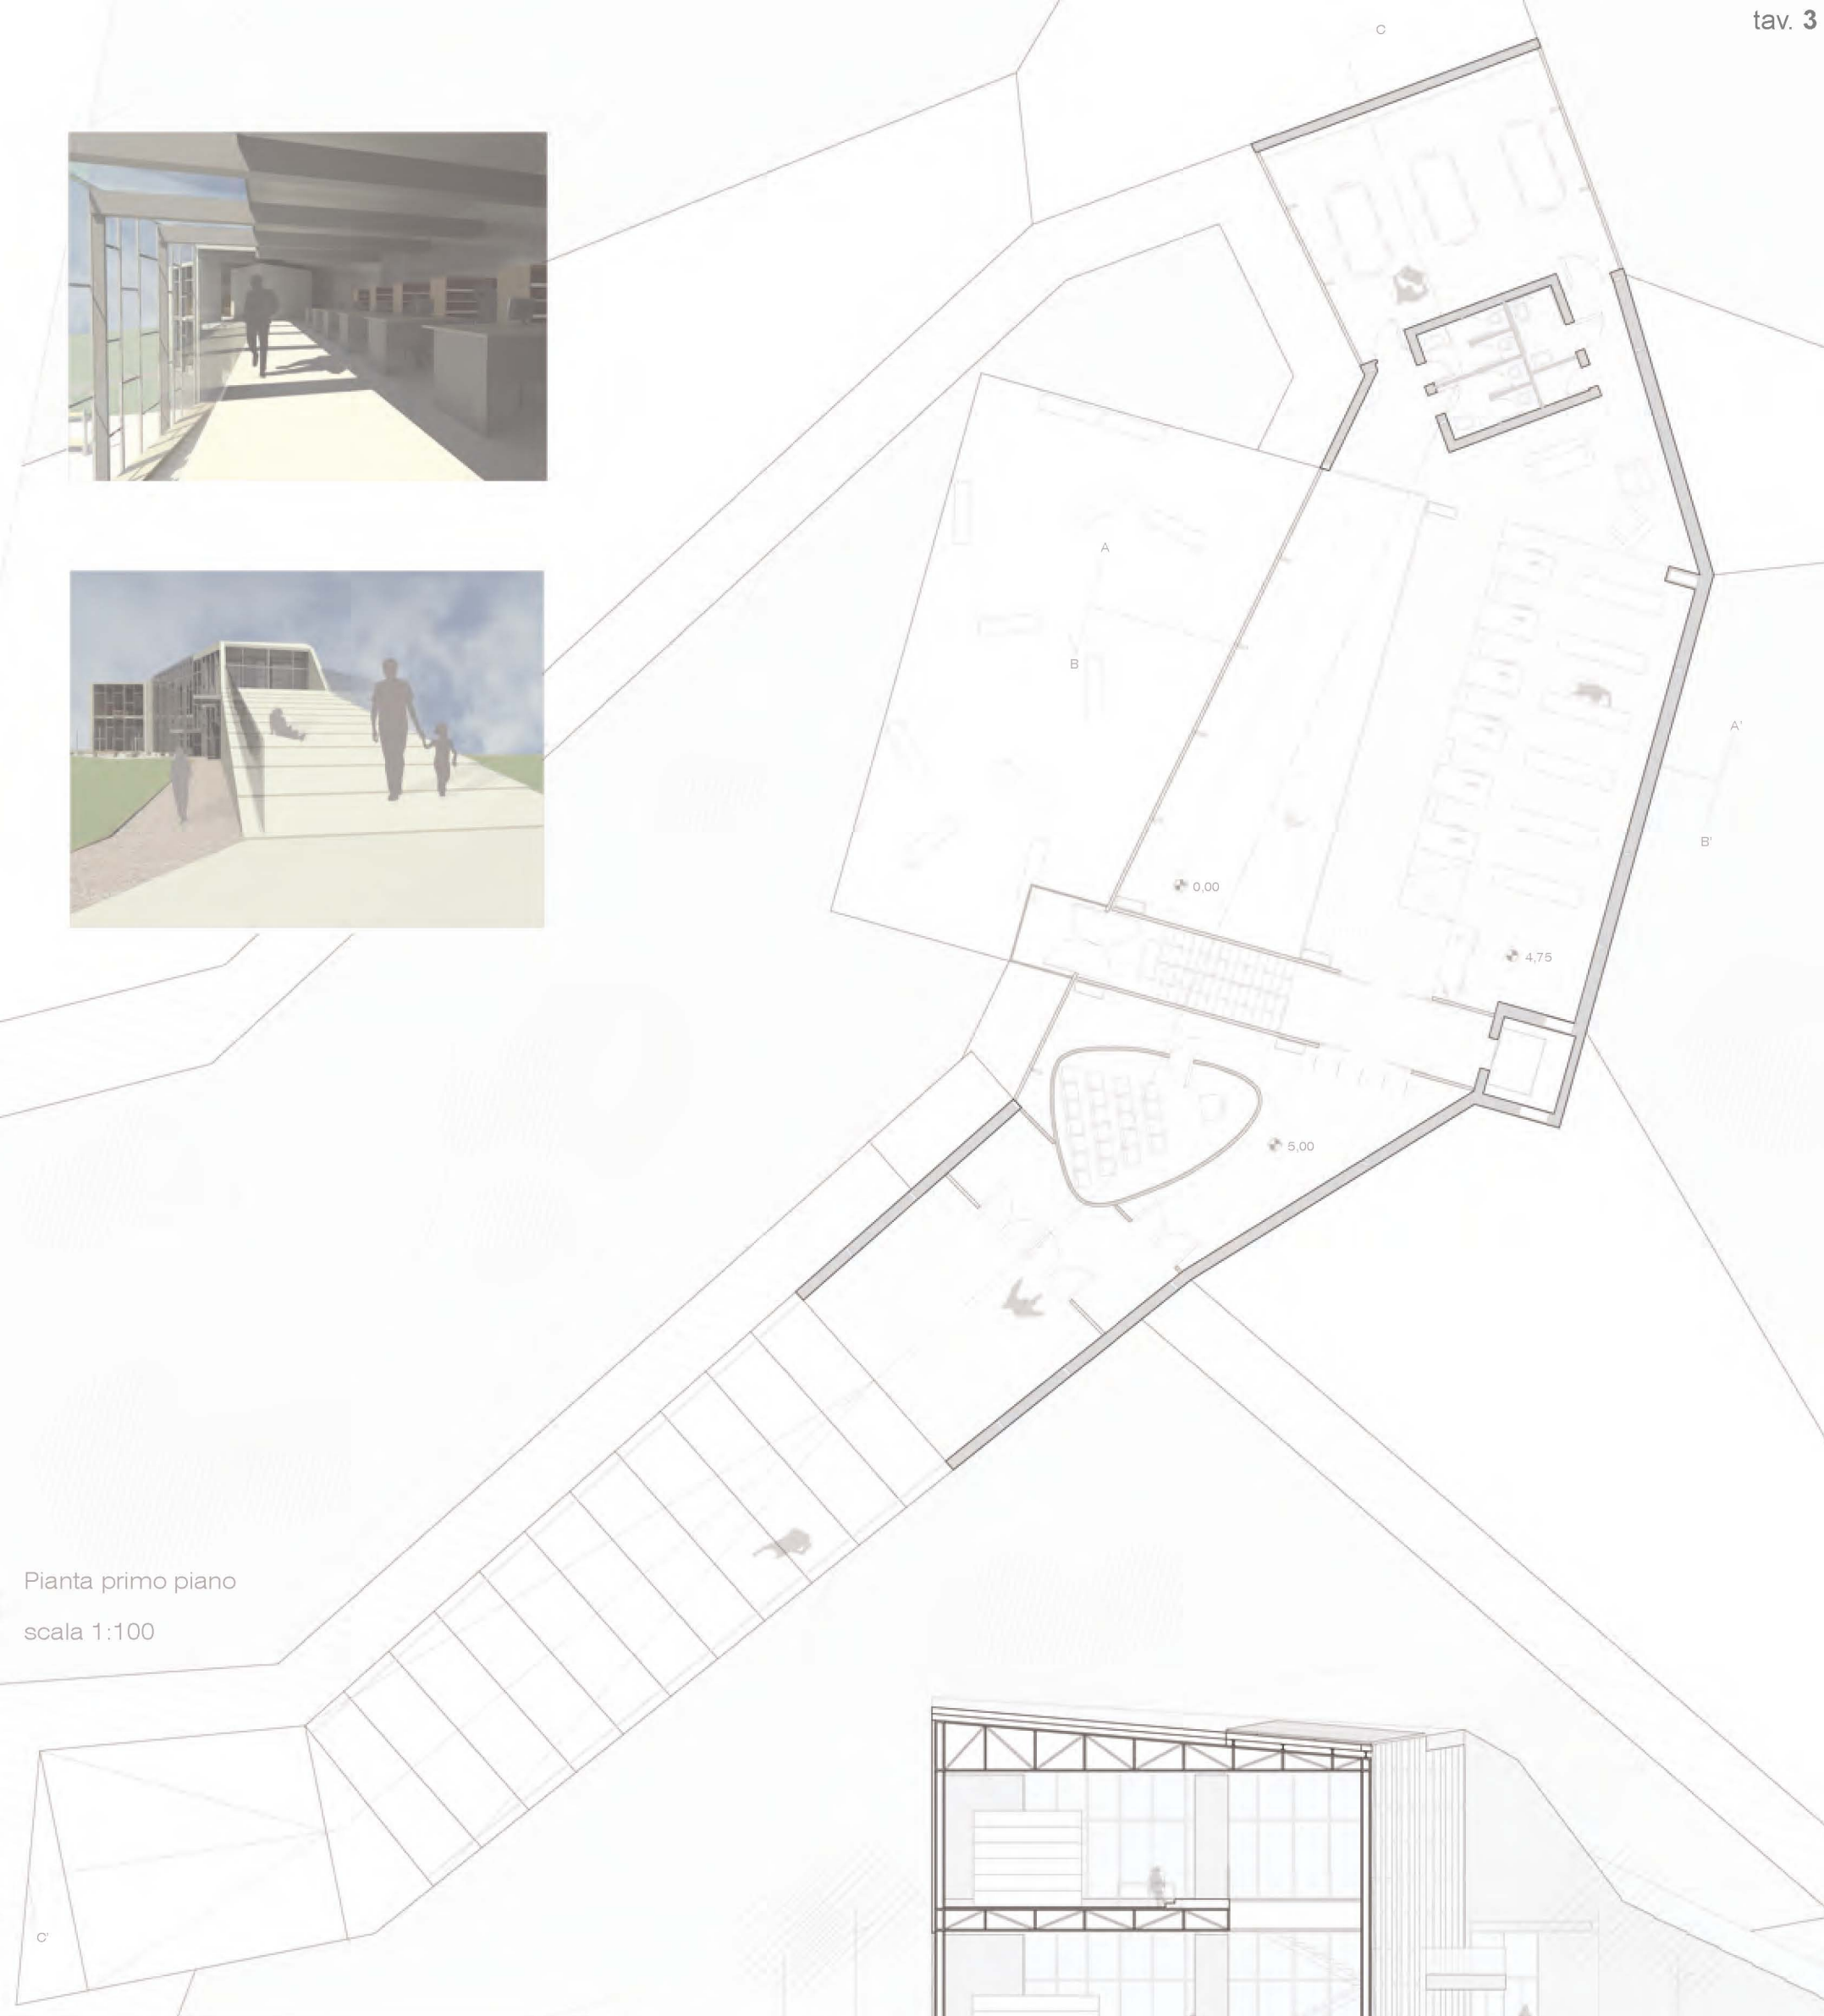 tav. 3
C
A
B
A'
B'
0,00
4,75
5,00
Pianta primo piano
scala 1:100
C'